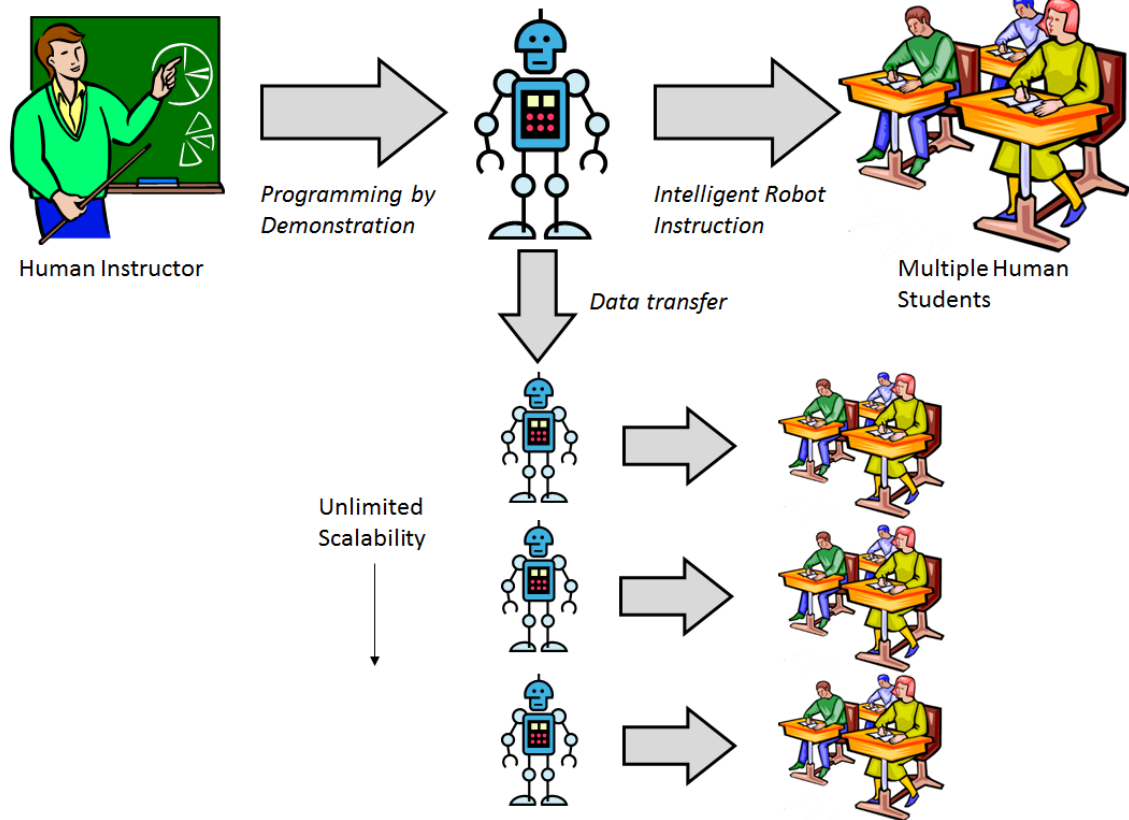 Programming by
Demonstration
Intelligent Robot
Instruction
Human Instructor
Multiple Human
Students
Data transfer
Unlimited
Scalability